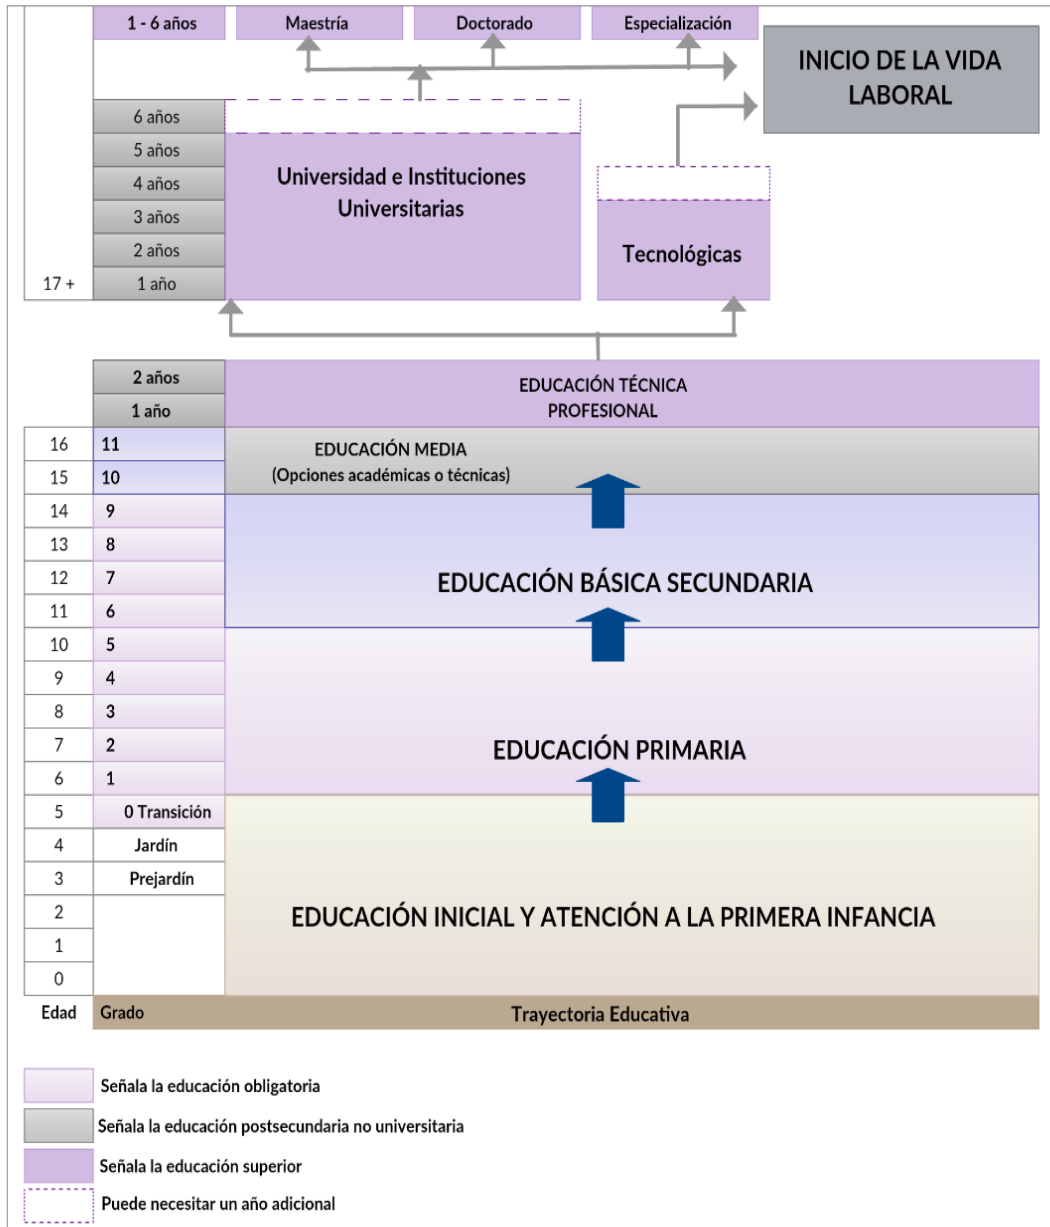 1 - 6 años
Maestría
Doctorado
Especialización
INICIO DE LA VIDA
LABORAL
6 años
5 años
4 años
3 años
2 años
17 +
1 año
Universidad e Instituciones
Universitarias
Tecnológicas
2 años
1 año
EDUCACIÓN TÉCNICA
PROFESIONAL
16
11
15
10
EDUCACIÓN MEDIA
(Opciones académicas o técnicas)
14
9
13
8
12
7
11
6
EDUCACIÓN BÁSICA SECUNDARIA
10
5
9
4
8
3
7
2
6
1
EDUCACIÓN PRIMARIA
5
0 Transición
4
Jardín
3
Prejardín
2
1
0
EDUCACIÓN INICIAL Y ATENCIÓN A LA PRIMERA INFANCIA
Edad
Grado
Trayectoria Educativa
Señala la educación obligatoria
Señala la educación postsecundaria no universitaria
Señala la educación superior
Puede necesitar un año adicional